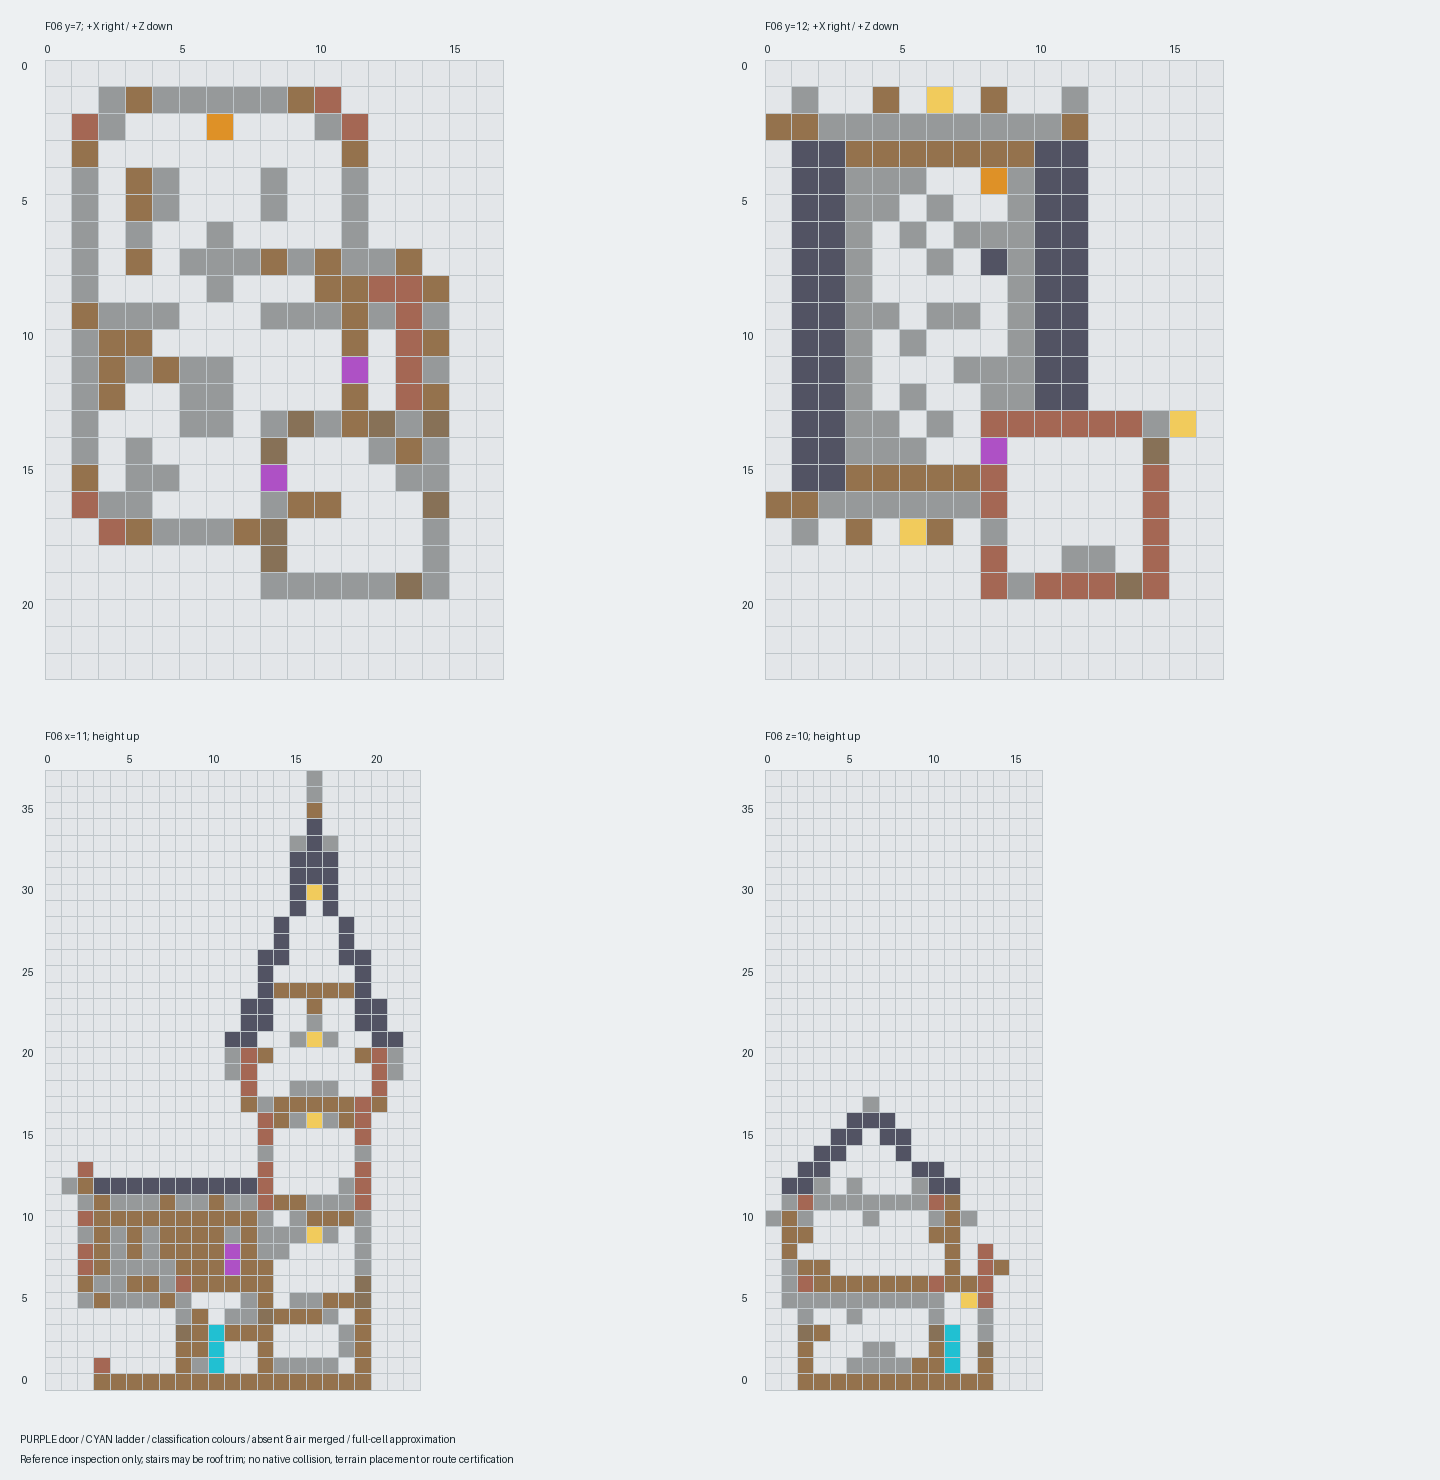 F06 y=7; +X right / +Z down
0 5 10 15
0
5
10
15
20
F06 y=12; +X right / +Z down
0 5 10 15
0
5
10
15
20
F06 x=11; height up
0 5 10 15 20
35
30
25
20
15
10
5
0
F06 z=10; height up
0 5 10 15
35
30
25
20
15
10
5
0
PURPLE door / CYAN ladder / classification colours / absent & air merged / full-cell approximation
Reference inspection only; stairs may be roof trim; no native collision, terrain placement or route certification